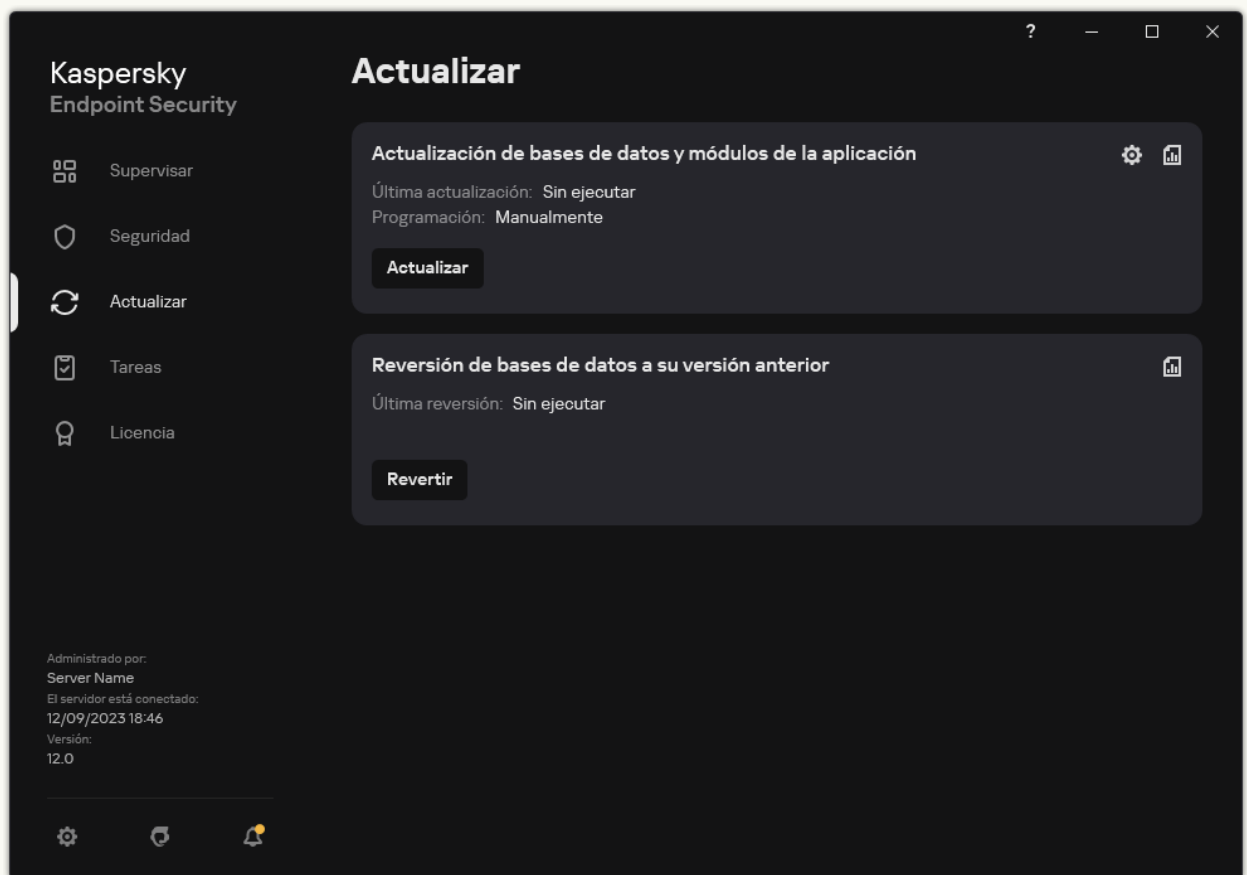 ?
Kaspersky
Endpoint Security
Supervisar
Seguridad
Actualizar
Tareas
Licencia
Administrado por:
Server Name
El servidor está conectado:
12/09/2023 18:46
Versión:
12.0
Actualizar
Actualización de bases de datos y módulos de la aplicación
Última actualización: Sin ejecutar
Programación: Manualmente
Actualizar
Reversión de bases de datos a su versión anterior
Última reversión: Sin ejecutar
Revertir